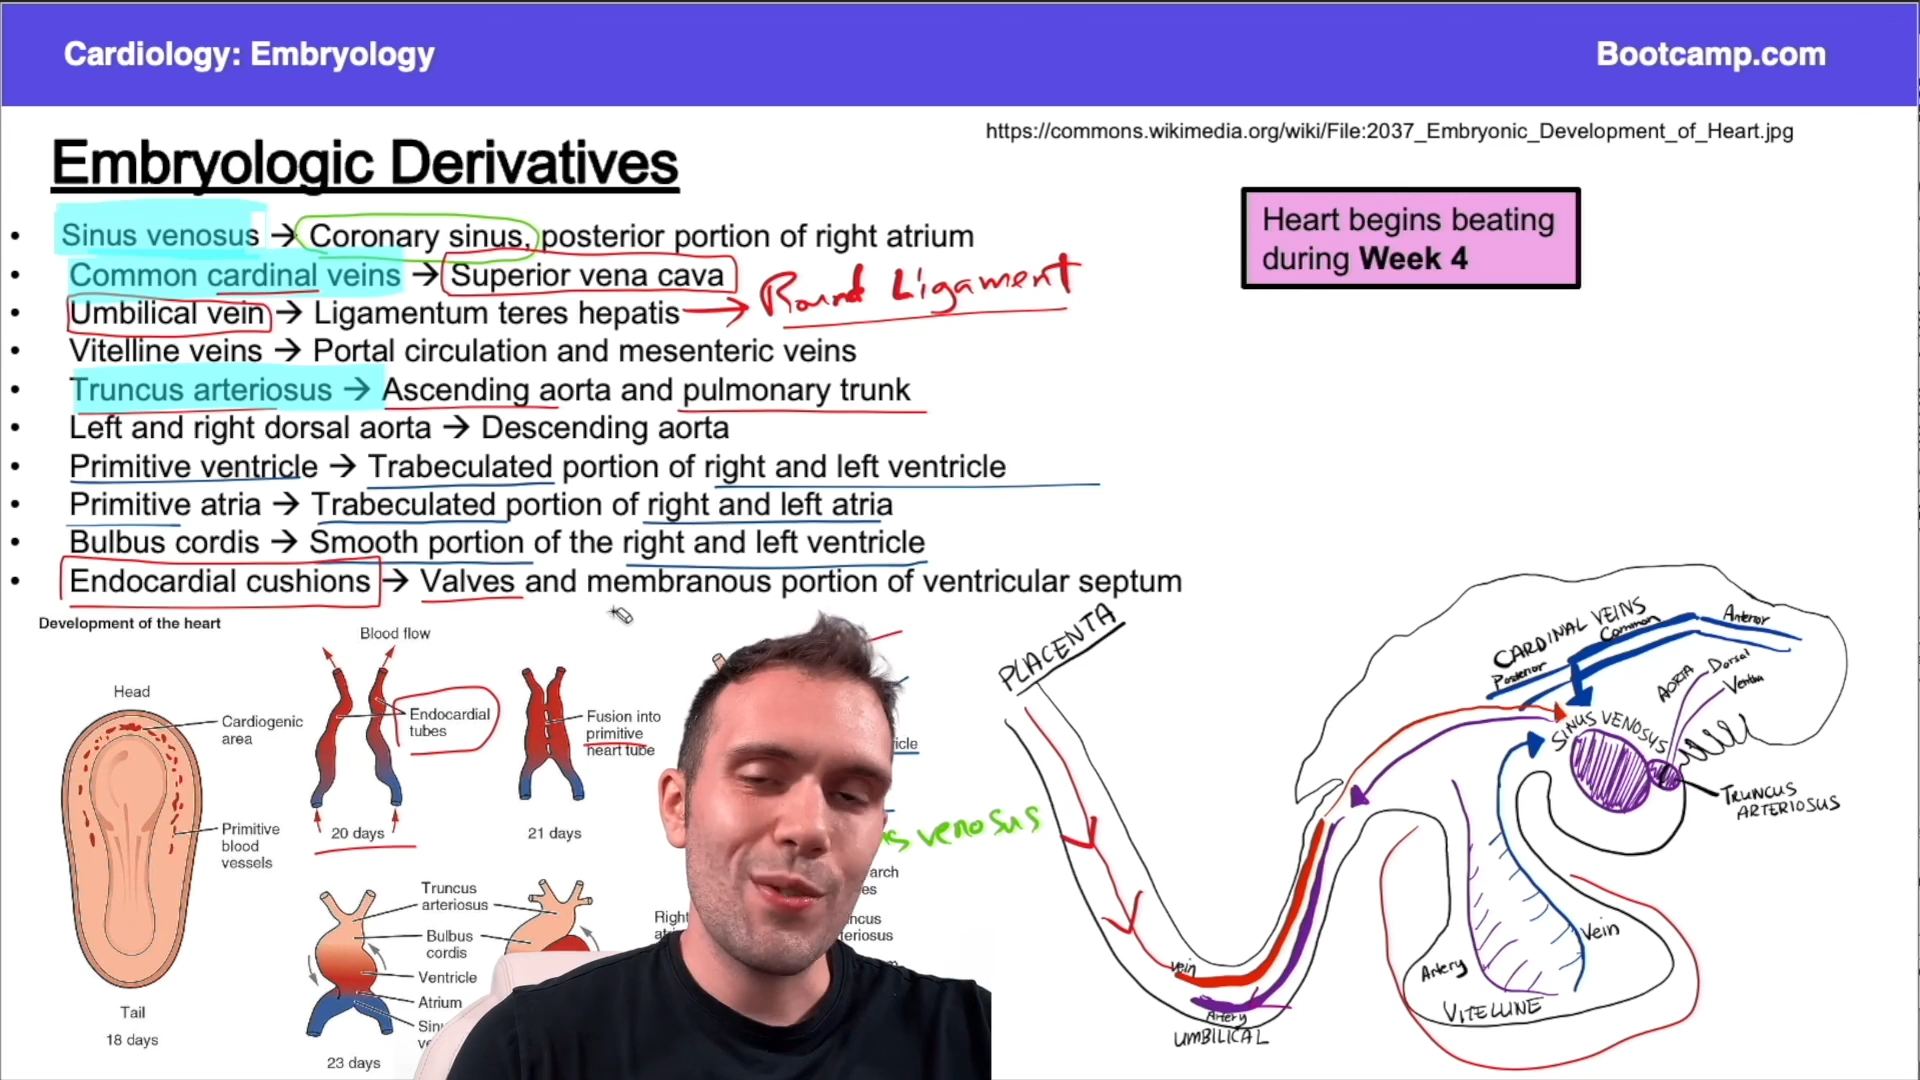 Cardiology: Embryology
Bootcamp.com
https://commons.wikimedia.org/wiki/File:2037_Embryonic_Development_of_Heart.jpg
Embryologic Derivatives
Heart begins beating
during Week 4
• Sinus venosus → Coronary sinus, posterior portion of right atrium
• Common cardinal veins → Superior vena cava
• Umbilical vein → Ligamentum teres hepatis → Round Ligament
• Vitelline veins → Portal circulation and mesenteric veins
• Truncus arteriosus → Ascending aorta and pulmonary trunk
• Left and right dorsal aorta → Descending aorta
• Primitive ventricle → Trabeculated portion of right and left ventricle
• Primitive atria → Trabeculated portion of right and left atria
• Bulbus cordis → Smooth portion of the right and left ventricle
• Endocardial cushions → Valves and membranous portion of ventricular septum
Development of the heart
Blood flow
Head
Cardiogenic
area
Endocardial
tubes
Fusion into
primitive
heart tube
Primitive
blood
vessels
20 days
21 days
Tail
18 days
Truncus
arteriosus
Bulbus
cordis
Ventricle
Atrium
23 days
Right
venosus
PLACENTA
CARDINAL VEINS
Common
Anterior
Posterior
AORTA
Dorsal
SINUS VENOSUS
TRUNCUS
ARTERIOSUS
Vein
Artery
VITELLINE
vein
Artery
UMBILICAL